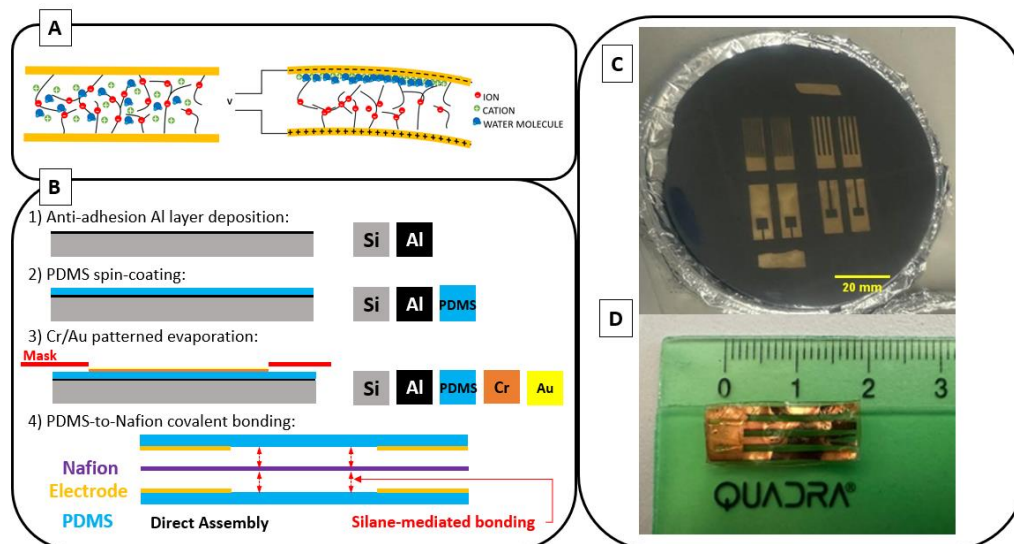 A
V
ION
CATION
WATER MOLECULE
B
1) Anti-adhesion Al layer deposition:
Si Al
2) PDMS spin-coating:
Si Al PDMS
3) Cr/Au patterned evaporation:
Mask
Si Al PDMS Cr Au
4) PDMS-to-Nafion covalent bonding:
Nafion
Electrode
PDMS
Direct Assembly
Silane-mediated bonding
C
20 mm
D
0 1 2 3
QUADRA®